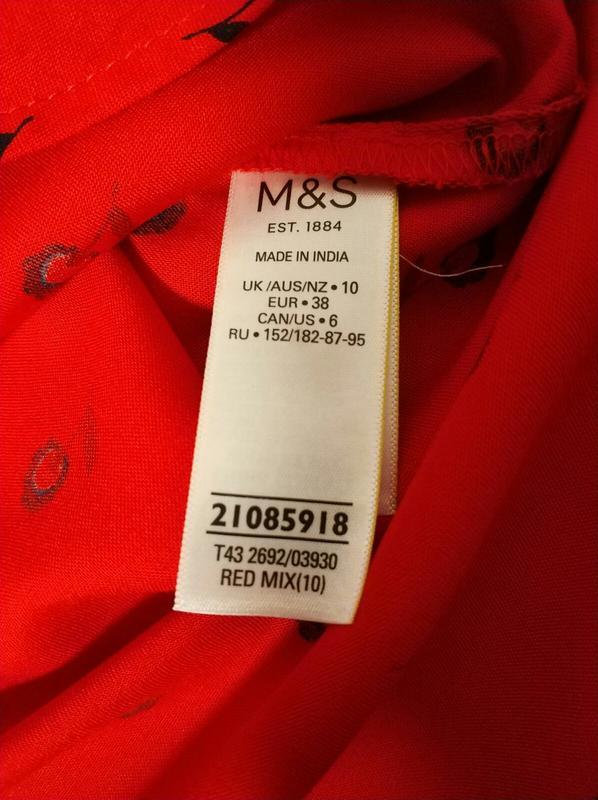 M&S
EST. 1884
MADE IN INDIA
UK /AUS/NZ • 10
EUR • 38
CAN/US • 6
RU • 152/182-87-95
21085918
T43 2692/03930
RED MIX(10)